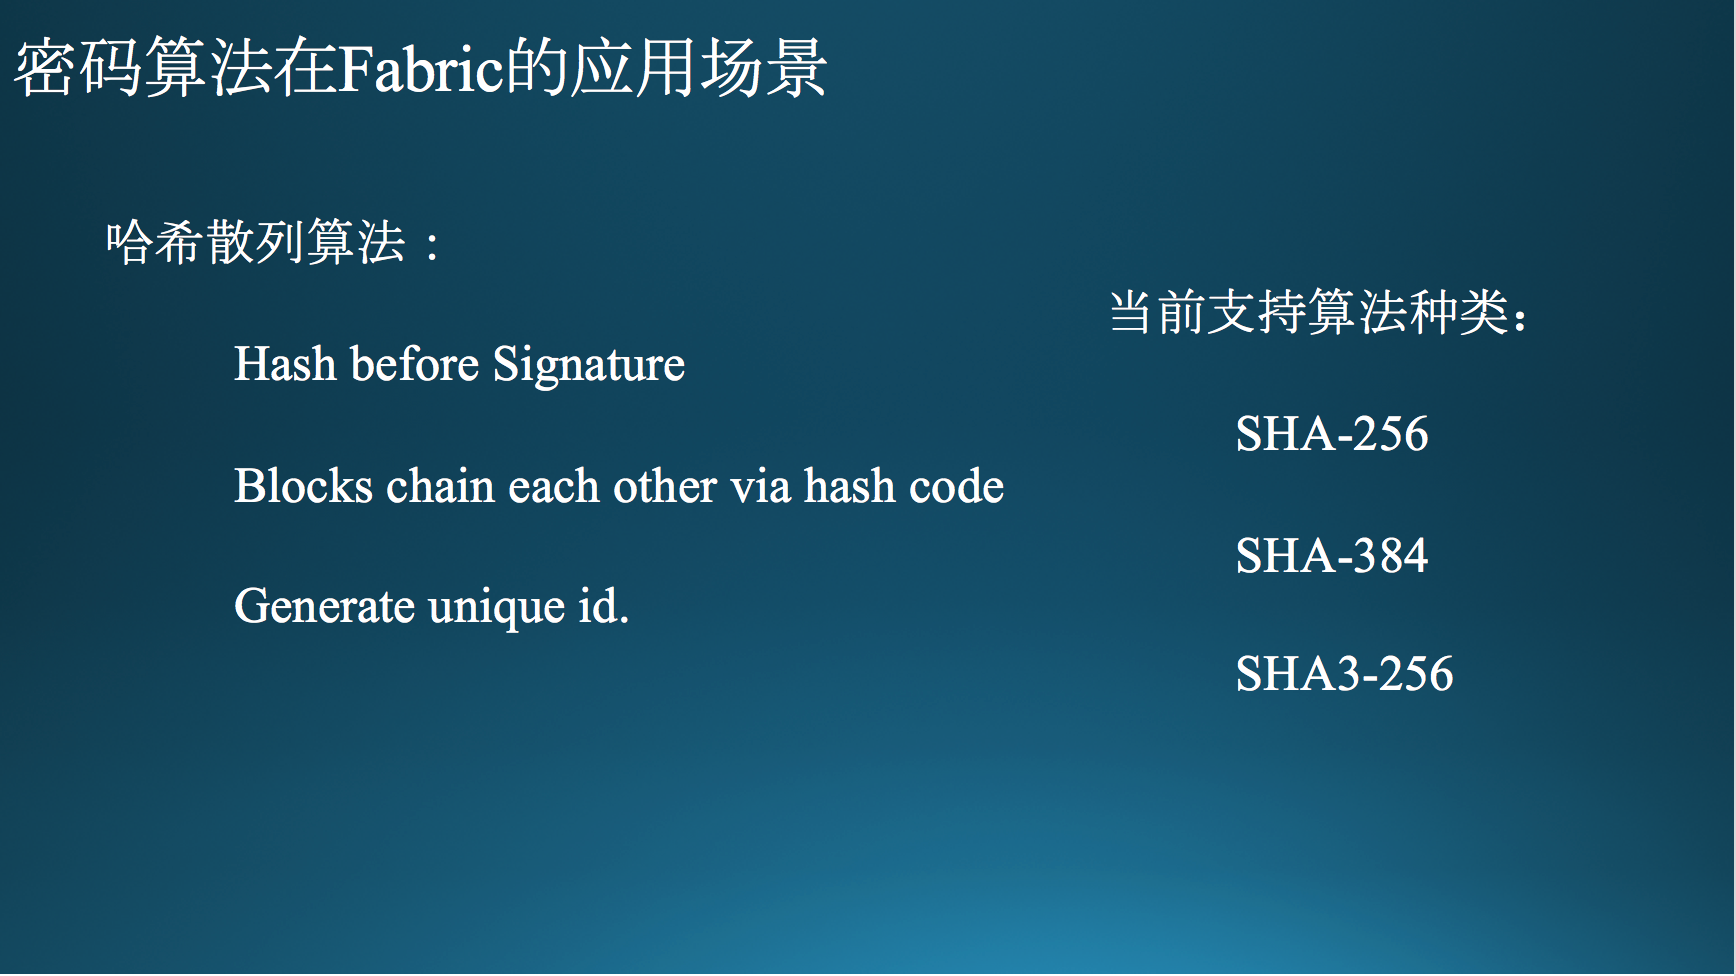 密码算法在Fabric的应用场景
哈希散列算法：
Hash before Signature
Blocks chain each other via hash code
Generate unique id.
当前支持算法种类：
SHA-256
SHA-384
SHA3-256